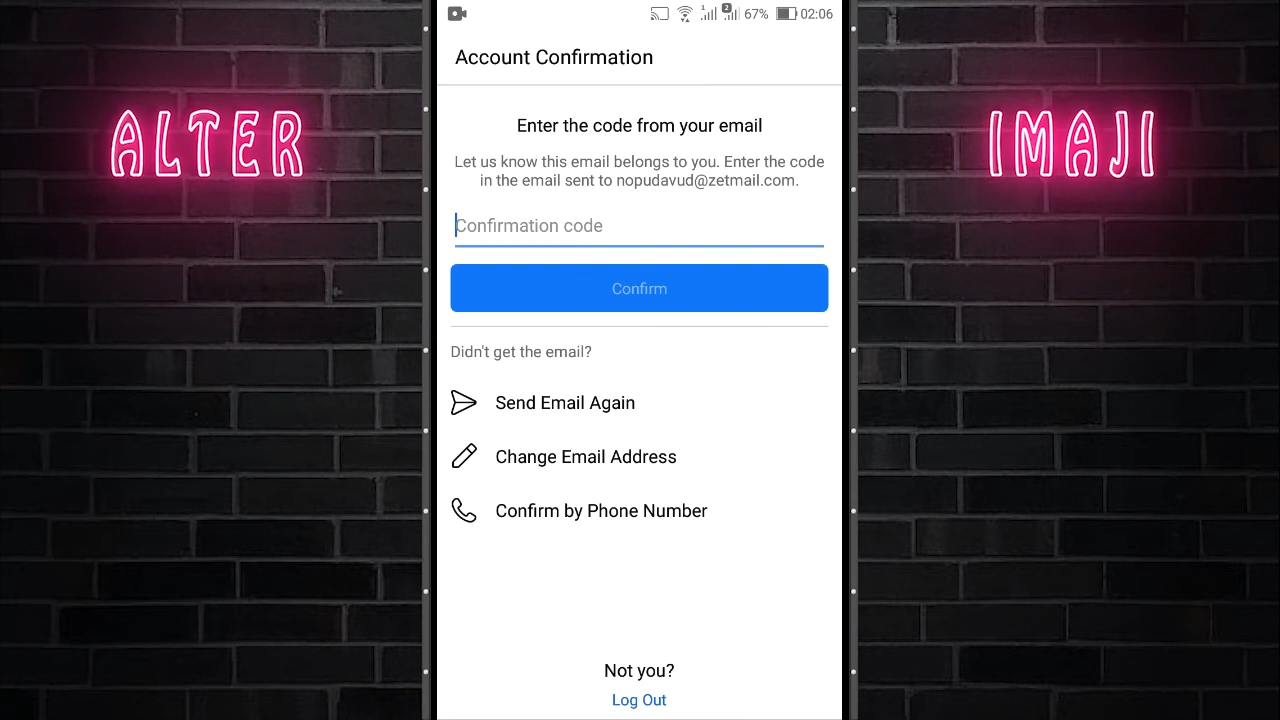 ALTER
IMAJI
1
2
67%
02:06
Account Confirmation
Enter the code from your email
Let us know this email belongs to you. Enter the code
in the email sent to nopudavud@zetmail.com.
Confirmation code
Confirm
Didn't get the email?
Send Email Again
Change Email Address
Confirm by Phone Number
Not you?
Log Out